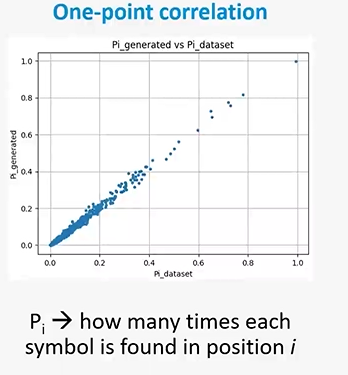 One-point correlation
Pi_generated vs Pi_dataset
1.0
0.8
0.6
0.4
0.2
0.0
Pi_generated
0.0 0.2 0.4 0.6 0.8 1.0
Pi_dataset
Pi → how many times each
symbol is found in position i